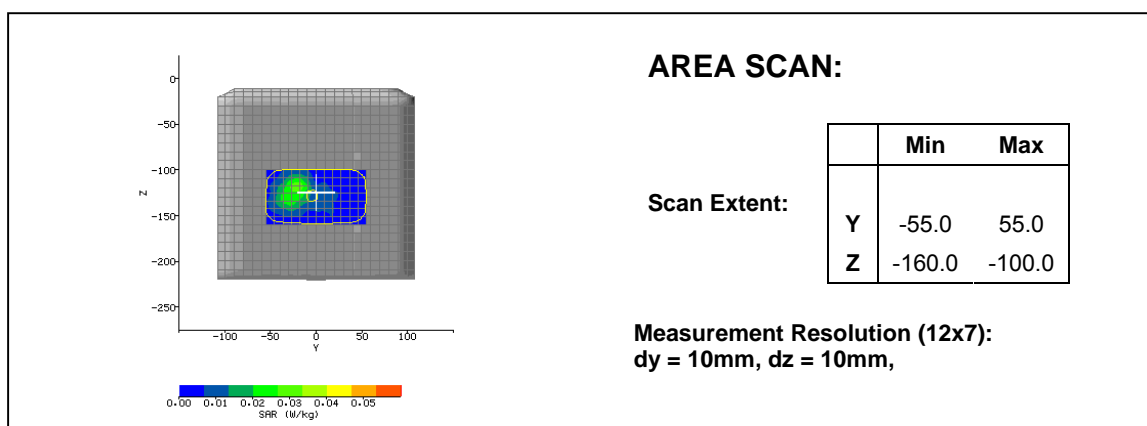 AREA SCAN:
Min Max
Scan Extent:
Y -55.0 55.0
Z -160.0 -100.0
Measurement Resolution (12x7):
dy = 10mm, dz = 10mm,
0
-50
-100
-150
-200
-250
Z
-100 -50 0 50 100
Y
0.00 0.01 0.02 0.03 0.04 0.05
SAR (W/kg)